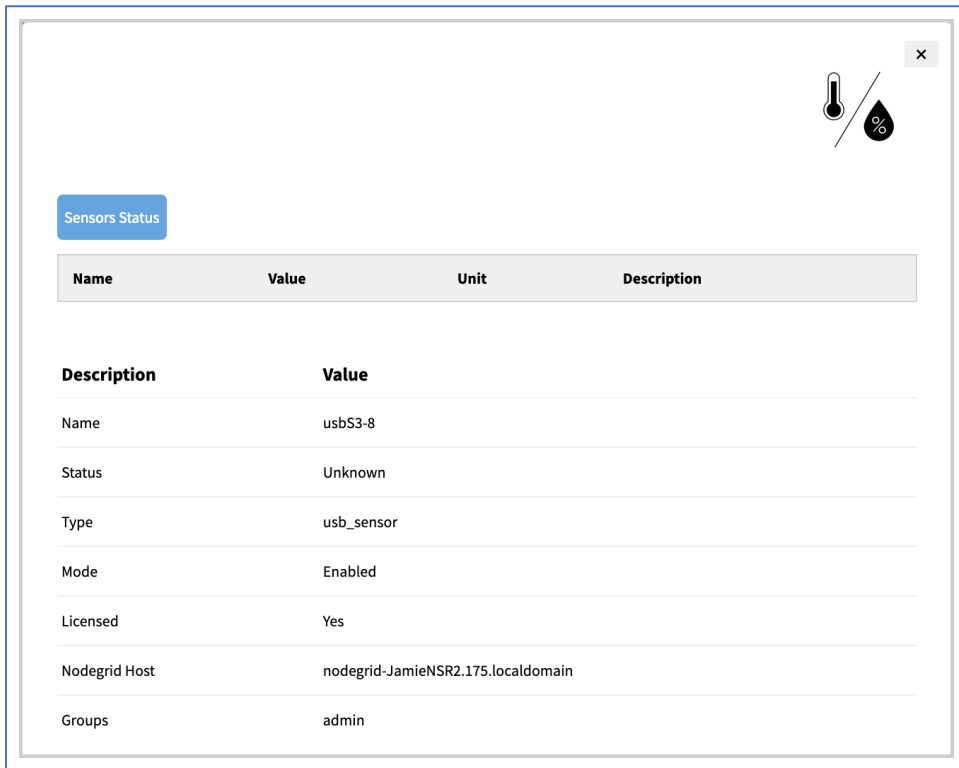 ×
%
Sensors Status
Name Value Unit Description
Description Value
Name usbS3-8
Status Unknown
Type usb_sensor
Mode Enabled
Licensed Yes
Nodegrid Host nodegrid-JamieNSR2.175.localdomain
Groups admin